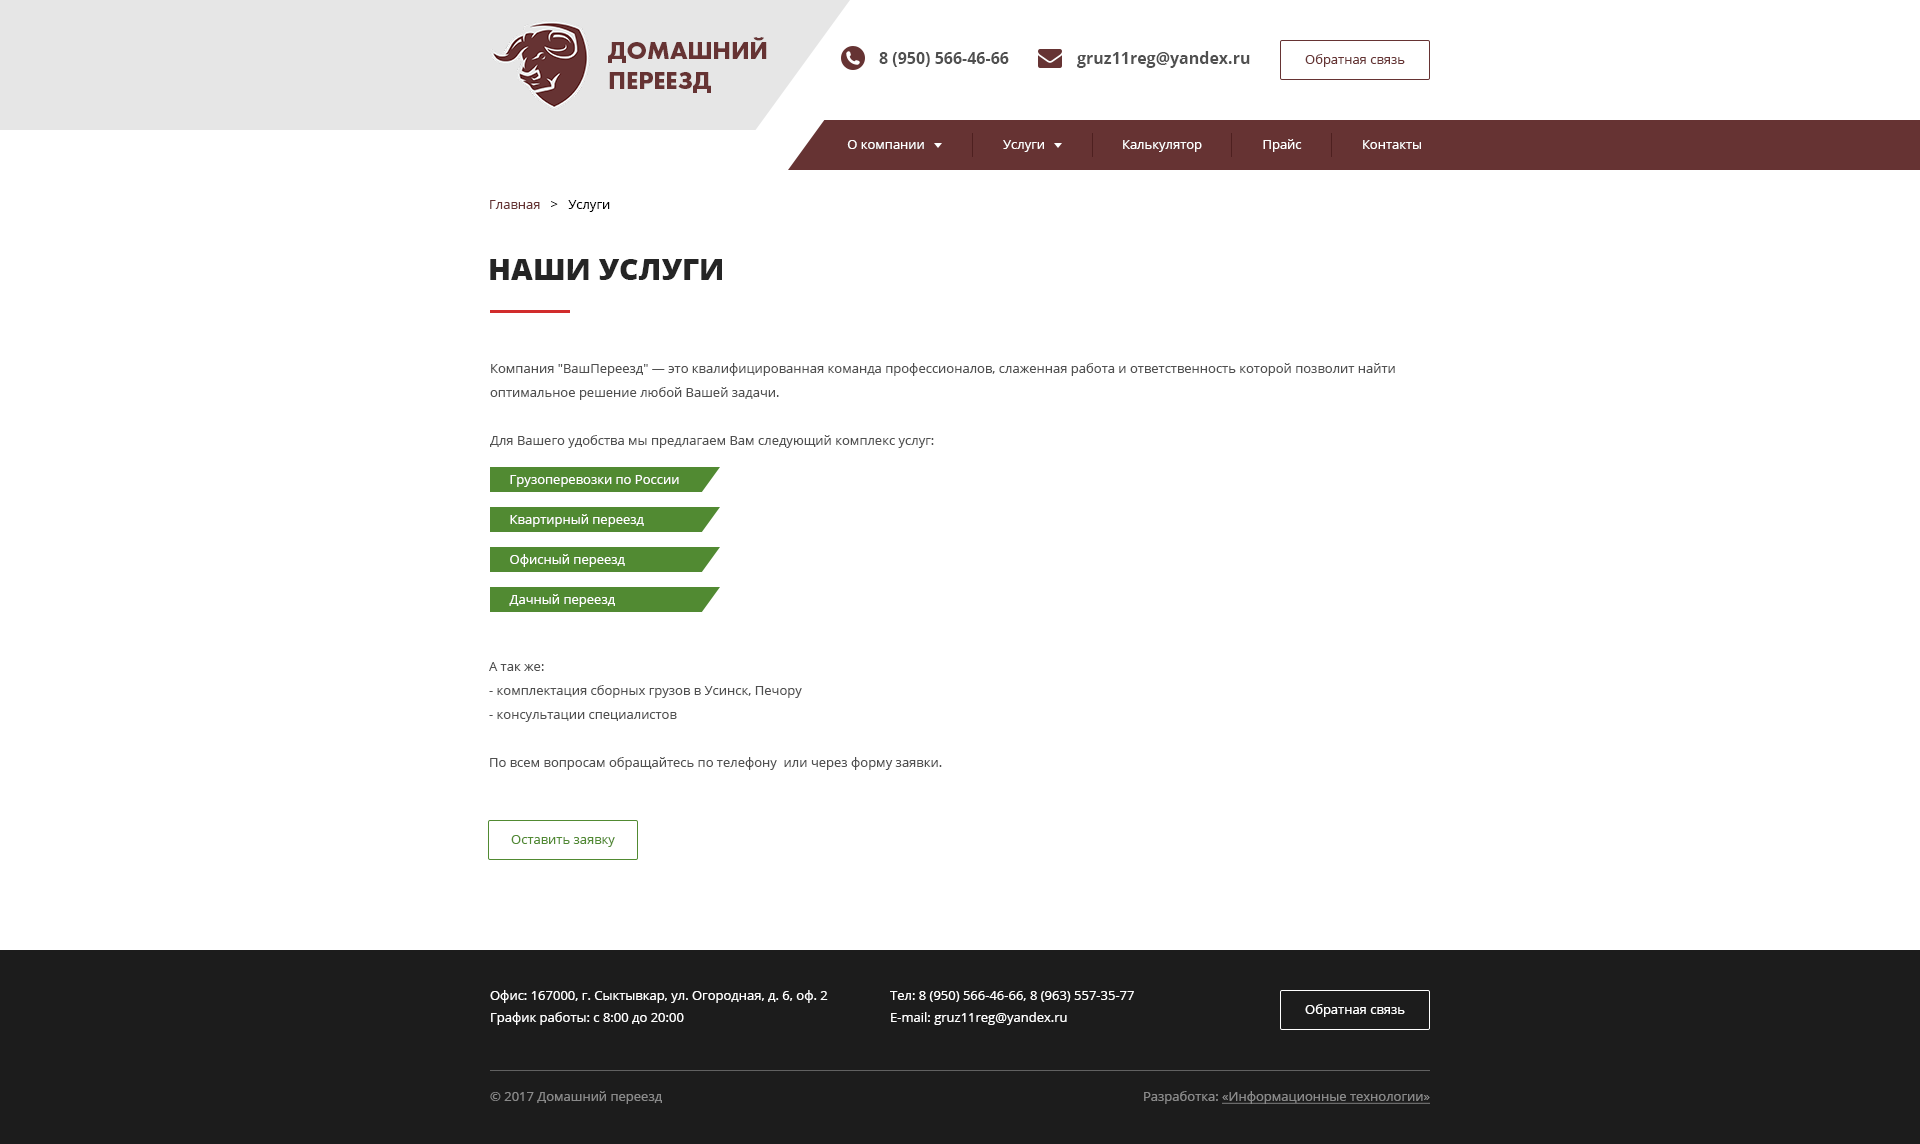 ДОМАШНИЙ
ПЕРЕЕЗД
8 (950) 566-46-66
gruz11reg@yandex.ru
Обратная связь
О компании
Услуги
Калькулятор
Прайс
Контакты
Главная > Услуги
НАШИ УСЛУГИ
Компания "ВашПереезд" — это квалифицированная команда профессионалов, слаженная работа и ответственность которой позволит найти
оптимальное решение любой Вашей задачи.
Для Вашего удобства мы предлагаем Вам следующий комплекс услуг:
Грузоперевозки по России
Квартирный переезд
Офисный переезд
Дачный переезд
А так же:
- комплектация сборных грузов в Усинск, Печору
- консультации специалистов
По всем вопросам обращайтесь по телефону  или через форму заявки.
Оставить заявку
Офис: 167000, г. Сыктывкар, ул. Огородная, д. 6, оф. 2
График работы: с 8:00 до 20:00
Тел: 8 (950) 566-46-66, 8 (963) 557-35-77
E-mail: gruz11reg@yandex.ru
Обратная связь
© 2017 Домашний переезд
Разработка: «Информационные технологии»